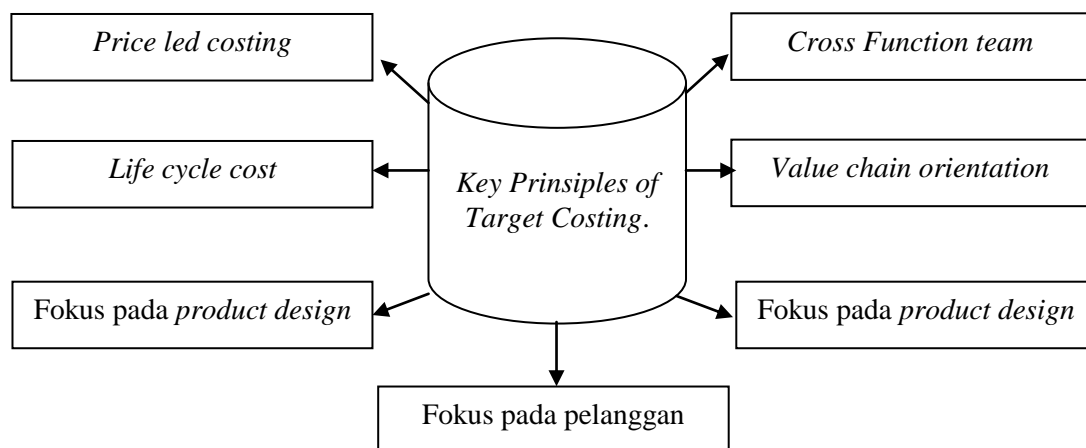 Price led costing
Cross Function team
Life cycle cost
Value chain orientation
Key Prinsiples of
Target Costing.
Fokus pada product design
Fokus pada product design
Fokus pada pelanggan